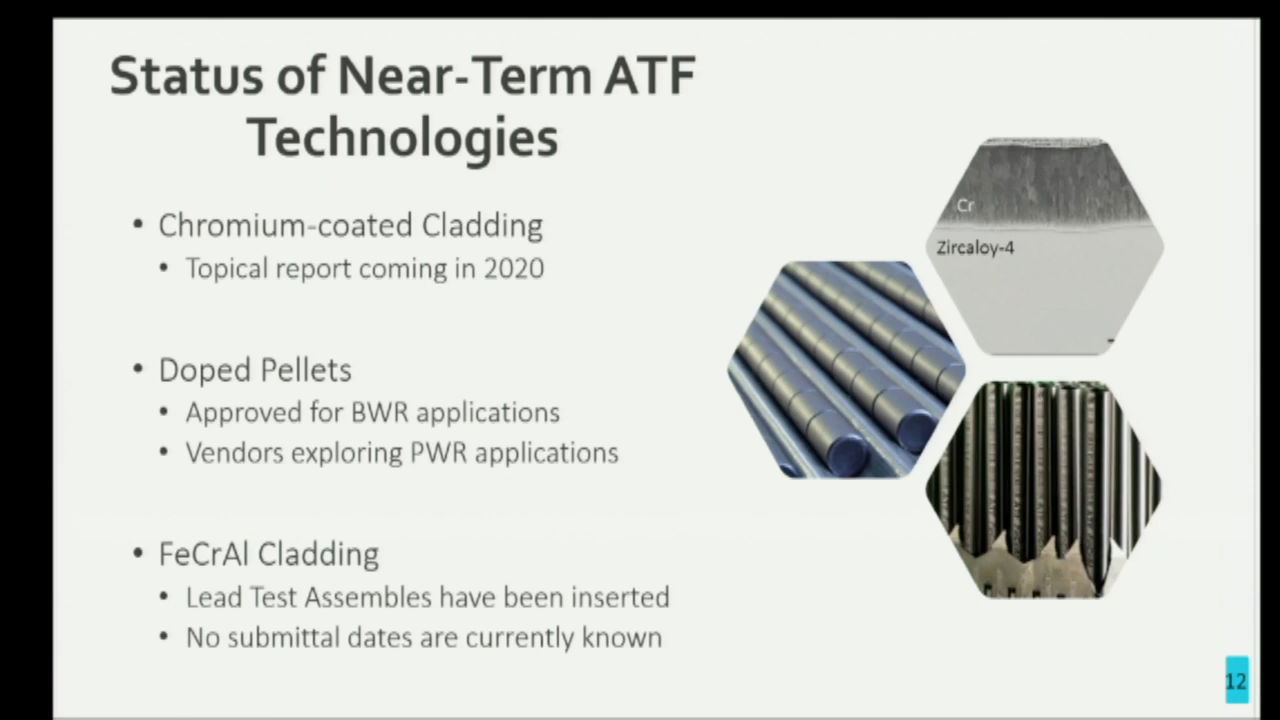 Status of Near-Term ATF
Technologies
• Chromium-coated Cladding
• Topical report coming in 2020
• Doped Pellets
• Approved for BWR applications
• Vendors exploring PWR applications
• FeCrAl Cladding
• Lead Test Assembles have been inserted
• No submittal dates are currently known
Cr
Zircaloy-4
12